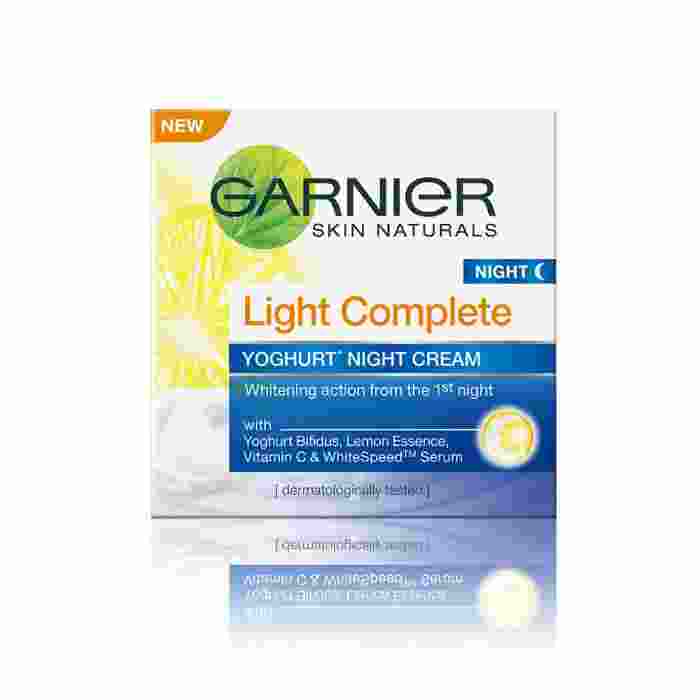 NEW
GARNIER
SKIN NATURALS
NIGHT
Light Complete
YOGHURT* NIGHT CREAM
Whitening action from the 1st night
with
Yoghurt Bifidus, Lemon Essence,
Vitamin C & WhiteSpeed™ Serum
C
[ dermatologically tested ]